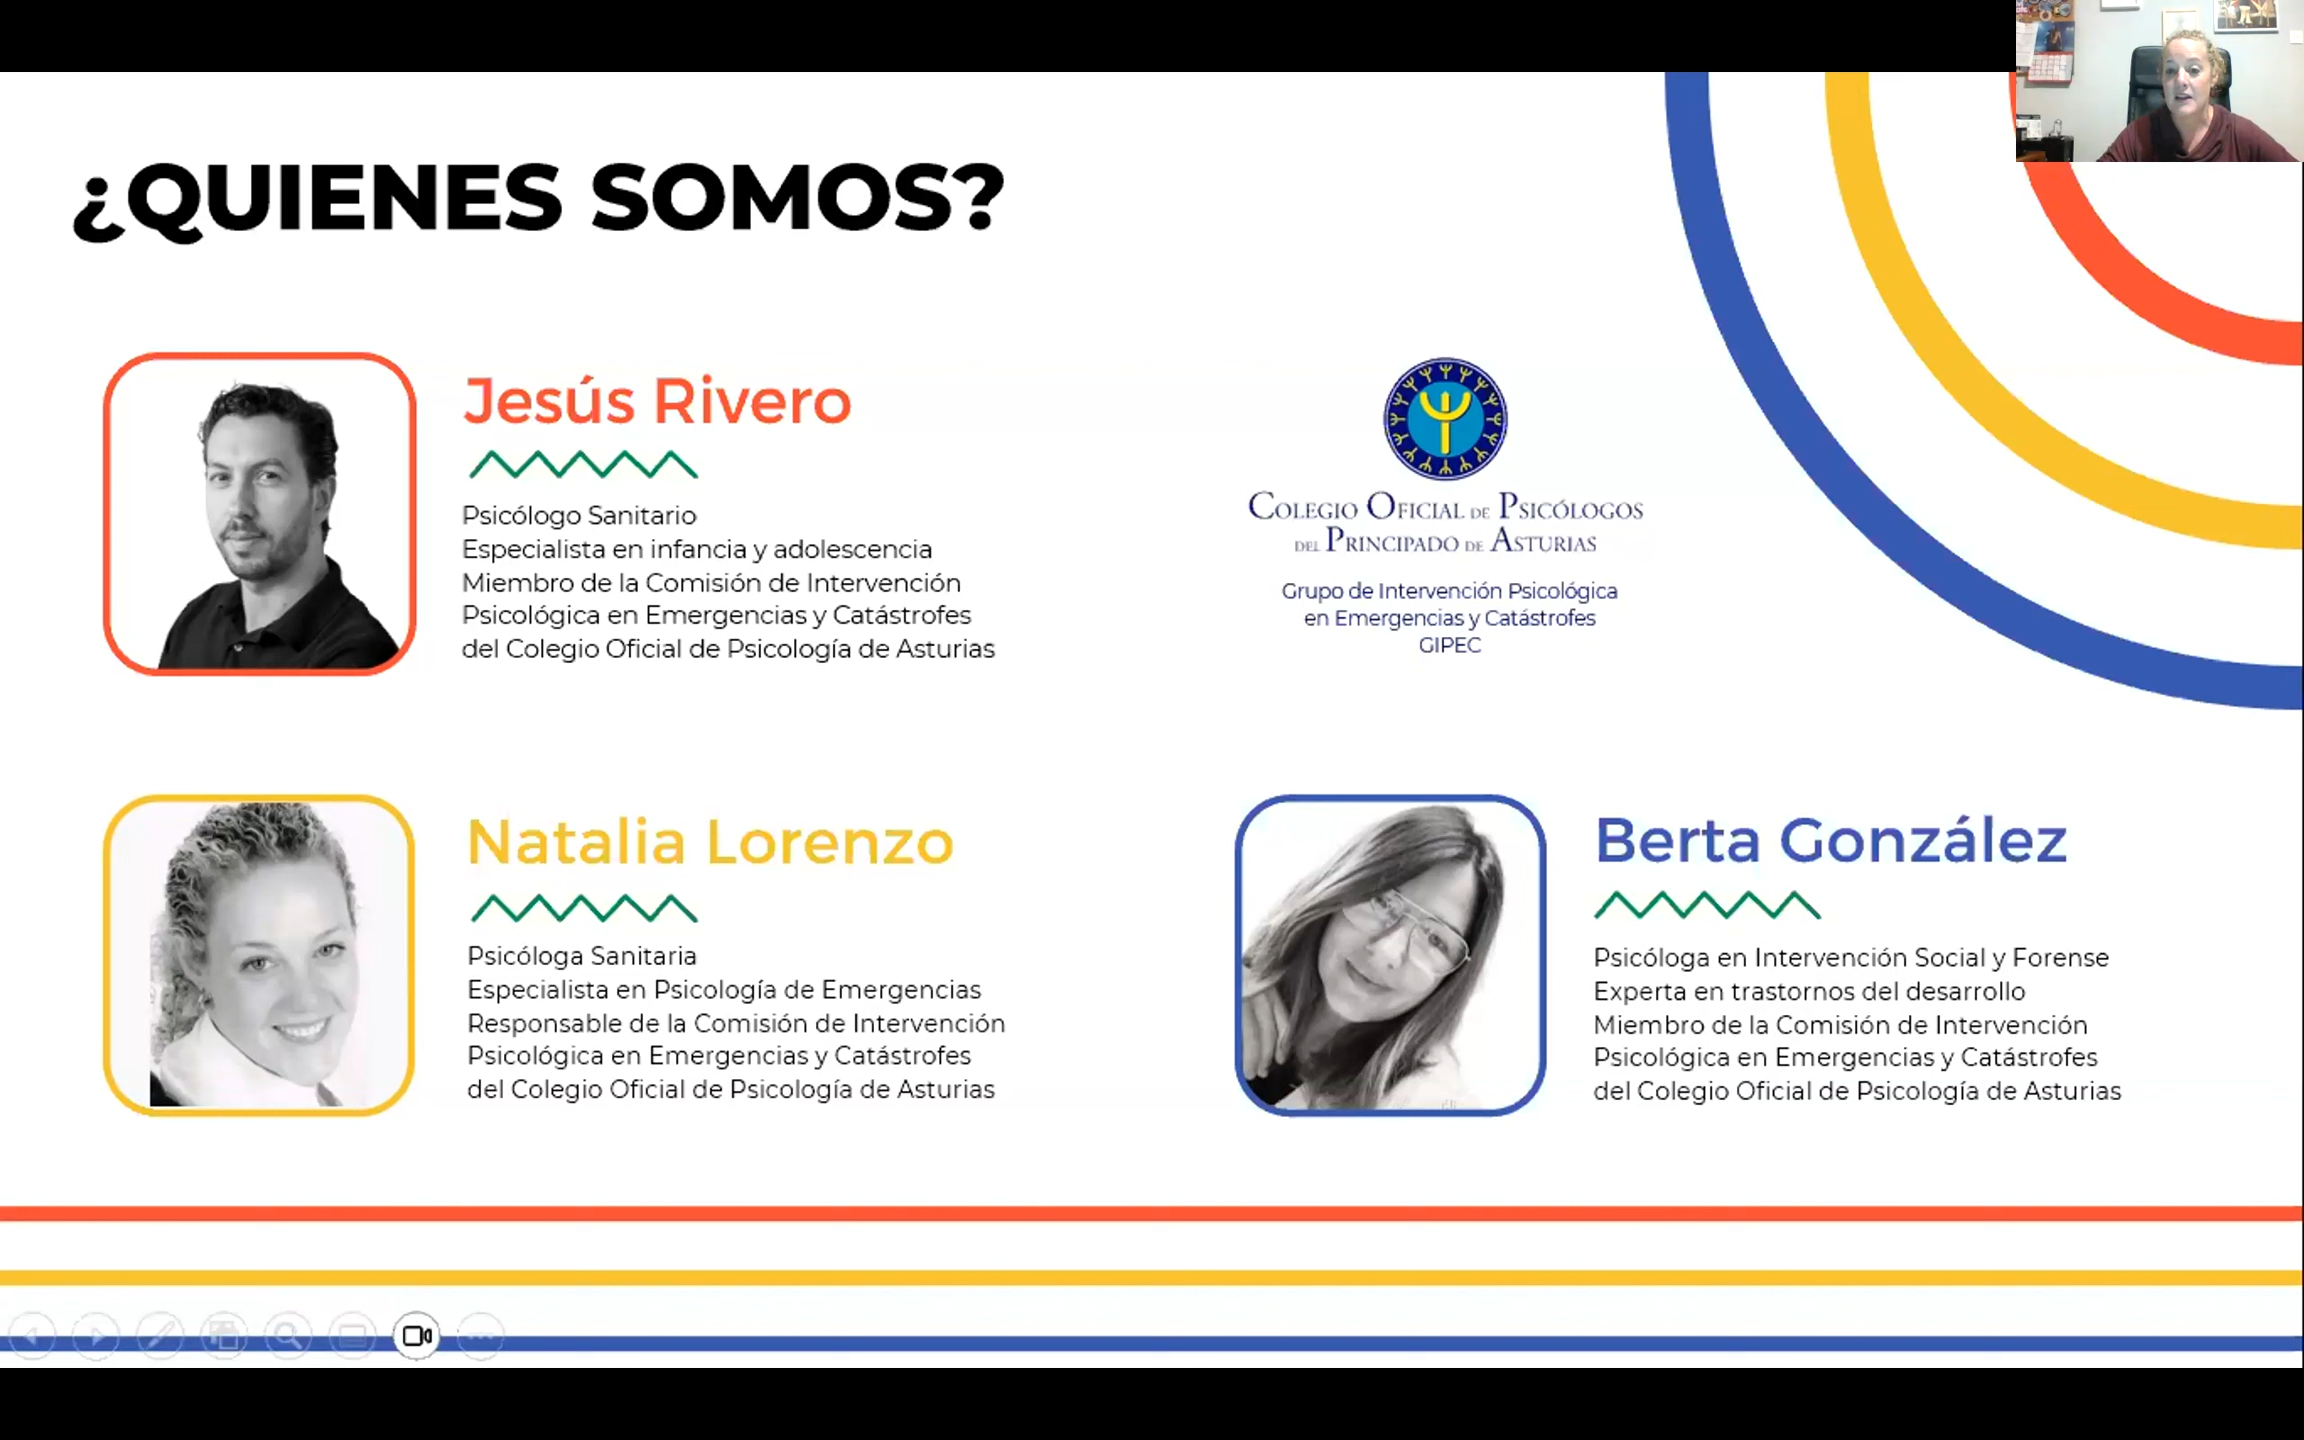 ¿QUIENES SOMOS?
Jesús Rivero
Psicólogo Sanitario
Especialista en infancia y adolescencia
Miembro de la Comisión de Intervención
Psicológica en Emergencias y Catástrofes
del Colegio Oficial de Psicología de Asturias
COLEGIO OFICIAL DE PSICÓLOGOS
DEL PRINCIPADO DE ASTURIAS
Grupo de Intervención Psicológica
en Emergencias y Catástrofes
GIPEC
Natalia Lorenzo
Psicóloga Sanitaria
Especialista en Psicología de Emergencias
Responsable de la Comisión de Intervención
Psicológica en Emergencias y Catástrofes
del Colegio Oficial de Psicología de Asturias
Berta González
Psicóloga en Intervención Social y Forense
Experta en trastornos del desarrollo
Miembro de la Comisión de Intervención
Psicológica en Emergencias y Catástrofes
del Colegio Oficial de Psicología de Asturias